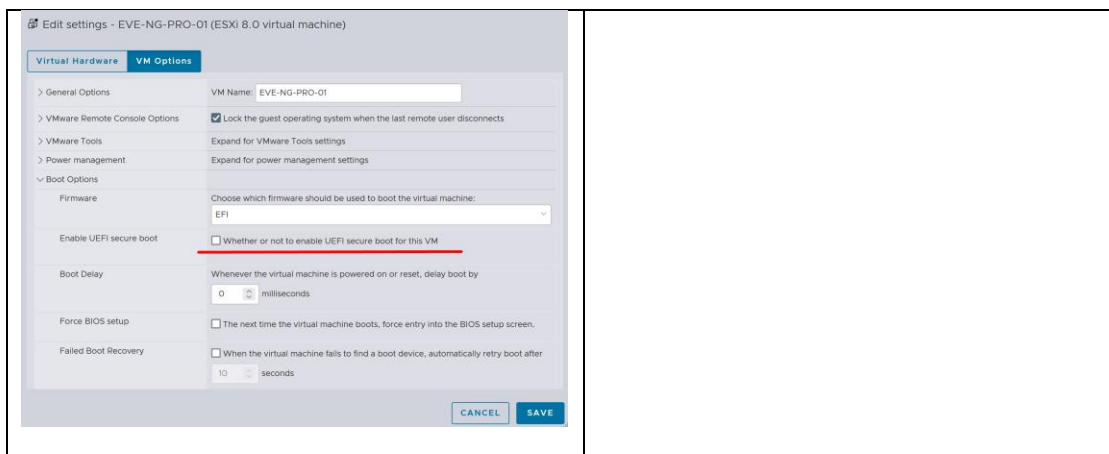 Edit settings - EVE-NG-PRO-01 (ESXi 8.0 virtual machine)
Virtual Hardware VM Options
General Options VM Name: EVE-NG-PRO-01
VMware Remote Console Options Lock the guest operating system when the last remote user disconnects
VMware Tools Expand for VMware Tools settings
Power management Expand for power management settings
Boot Options
Firmware Choose which firmware should be used to boot the virtual machine:
EFI
Enable UEFI secure boot Whether or not to enable UEFI secure boot for this VM
Boot Delay Whenever the virtual machine is powered on or reset, delay boot by
0 milliseconds
Force BIOS setup The next time the virtual machine boots, force entry into the BIOS setup screen.
Failed Boot Recovery When the virtual machine fails to find a boot device, automatically retry boot after
10 seconds
CANCEL SAVE